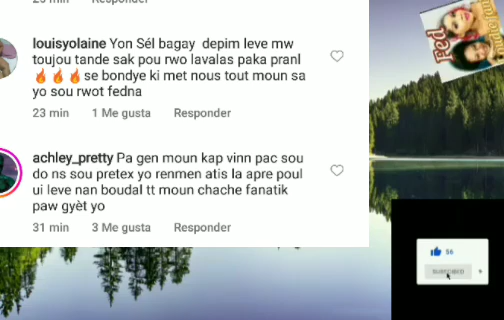 Responder
louisyolaine Yon Sél bagay depim leve mw
toujou tande sak pou rwo lavalas paka pranl
🔥🔥🔥se bondye ki met nous tout moun sa
yo sou rwot fedna
23 min 1 Me gusta Responder
achley_pretty Pa gen moun kap vinn pac sou
do ns sou pretex yo renmen atis la apre poul
ui leve nan boudal tt moun chache fanatik
paw gyèt yo
31 min 3 Me gusta Responder
Fed
56
SUBSCRIBED